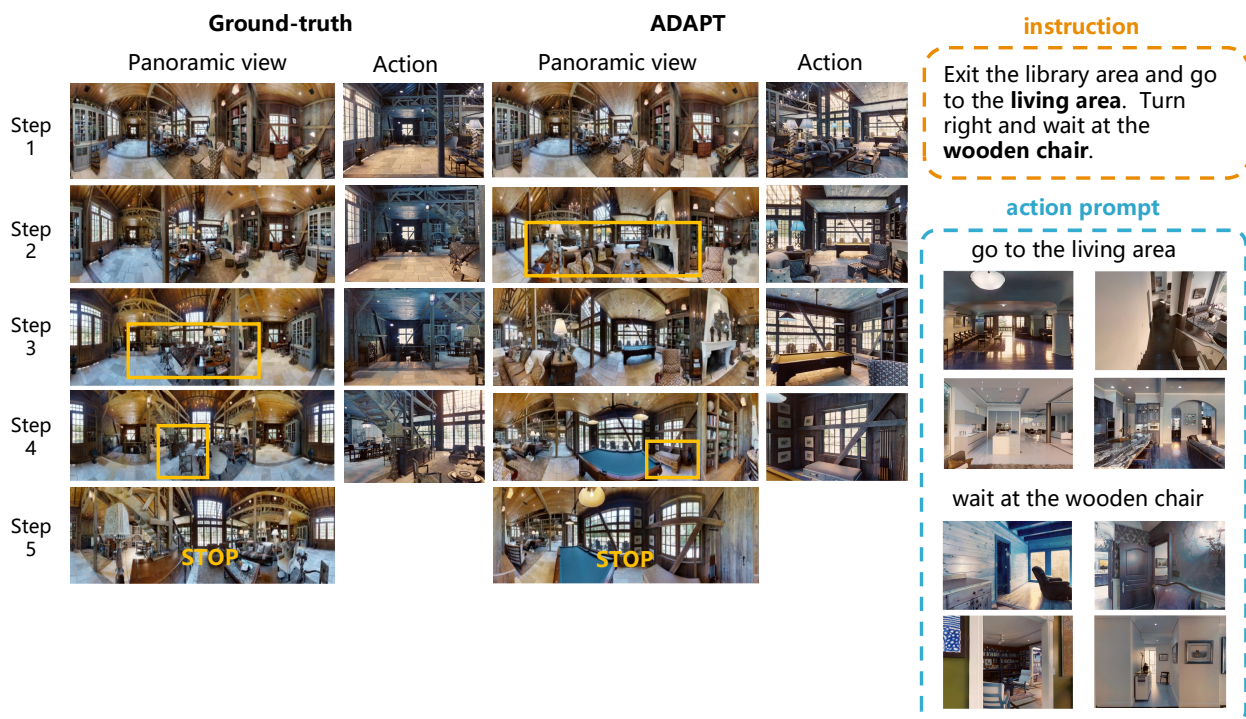 Ground-truth
ADAPT
instruction
Panoramic view
Action
Panoramic view
Action
Exit the library area and go
to the living area. Turn
right and wait at the
wooden chair.
Step
1
Step
2
action prompt
go to the living area
Step
3
Step
4
wait at the wooden chair
Step
5
STOP
STOP